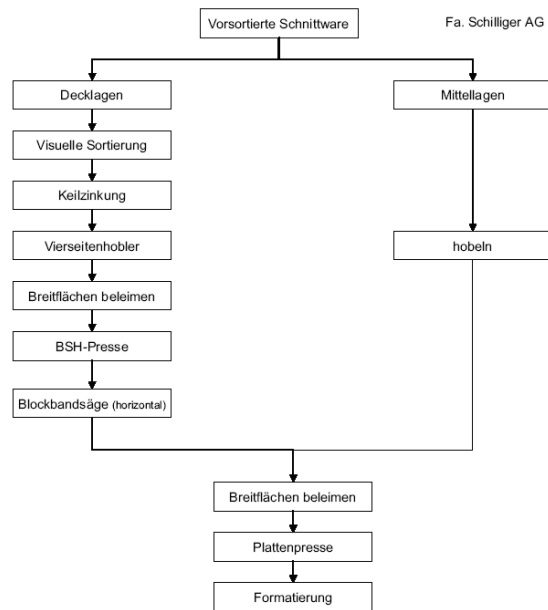 Vorsortierte Schnittware
Fa. Schilliger AG
Decklagen
Mittellagen
Visuelle Sortierung
Keilzinkung
Vierseitenhobler
hobeln
Breitflächen beleimen
BSH-Presse
Blockbandsäge (horizontal)
Breitflächen beleimen
Plattenpresse
Formatierung